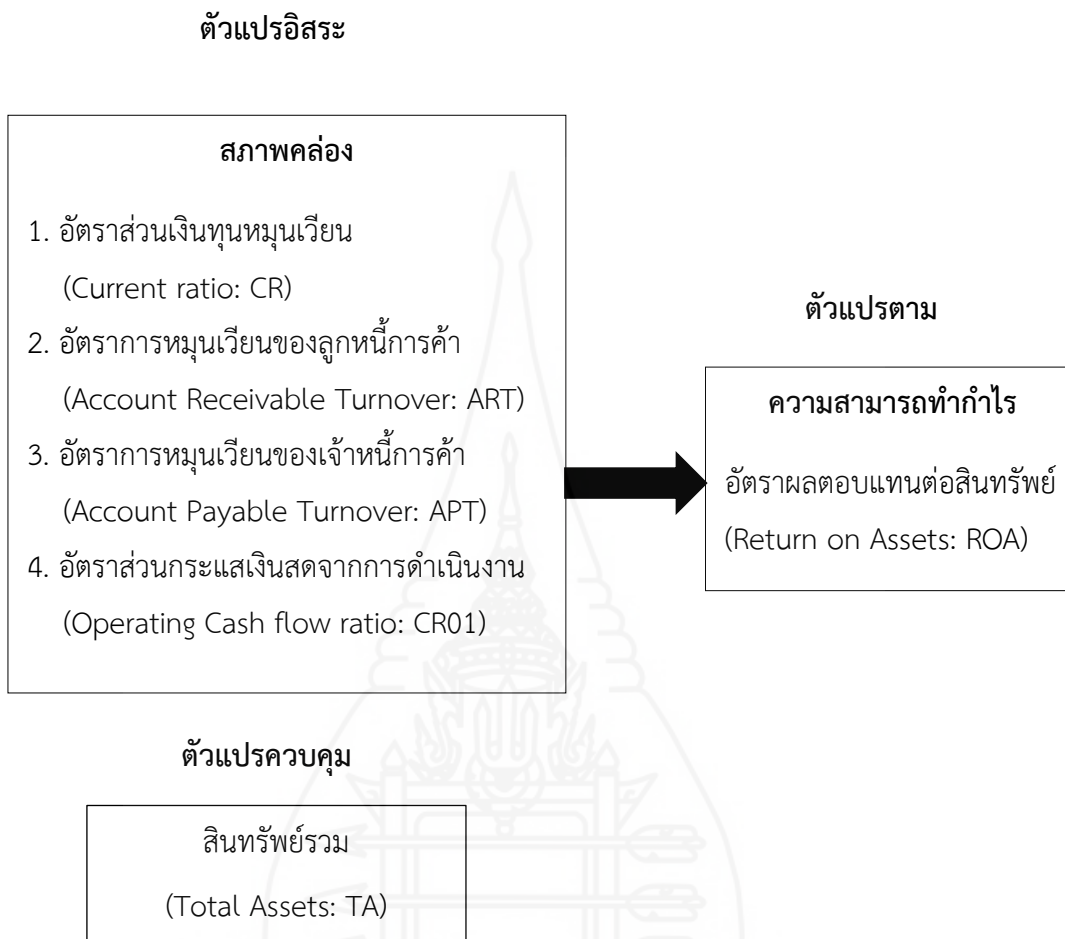 ตัวแปรอิสระ
สภาพคล่อง
1. อัตราส่วนเงินทุนหมุนเวียน
(Current ratio: CR)
2. อัตราการหมุนเวียนของลูกหนี้การค้า
(Account Receivable Turnover: ART)
3. อัตราการหมุนเวียนของเจ้าหนี้การค้า
(Account Payable Turnover: APT)
4. อัตราส่วนกระแสเงินสดจากการดำเนินงาน
(Operating Cash flow ratio: CR01)
ตัวแปรตาม
ความสามารถทำกำไร
อัตราผลตอบแทนต่อสินทรัพย์
(Return on Assets: ROA)
ตัวแปรควบคุม
สินทรัพย์รวม
(Total Assets: TA)